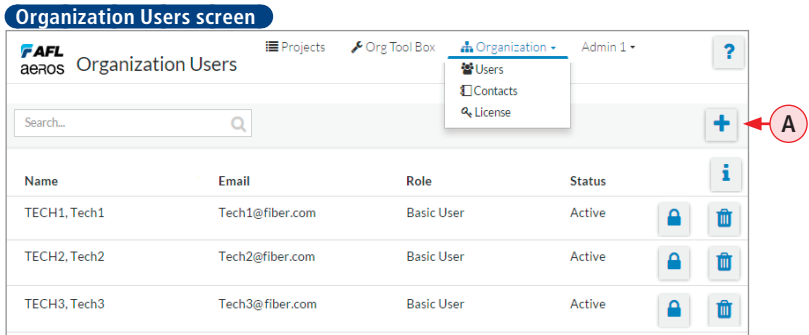 Organization Users screen
AFL
aeros
Organization Users
Projects
Org Tool Box
Organization
Admin 1
?
Users
Contacts
License
Search...
A
Name Email Role Status
i
TECH1, Tech1 Tech1@fiber.com Basic User Active
TECH2, Tech2 Tech2@fiber.com Basic User Active
TECH3, Tech3 Tech3@fiber.com Basic User Active